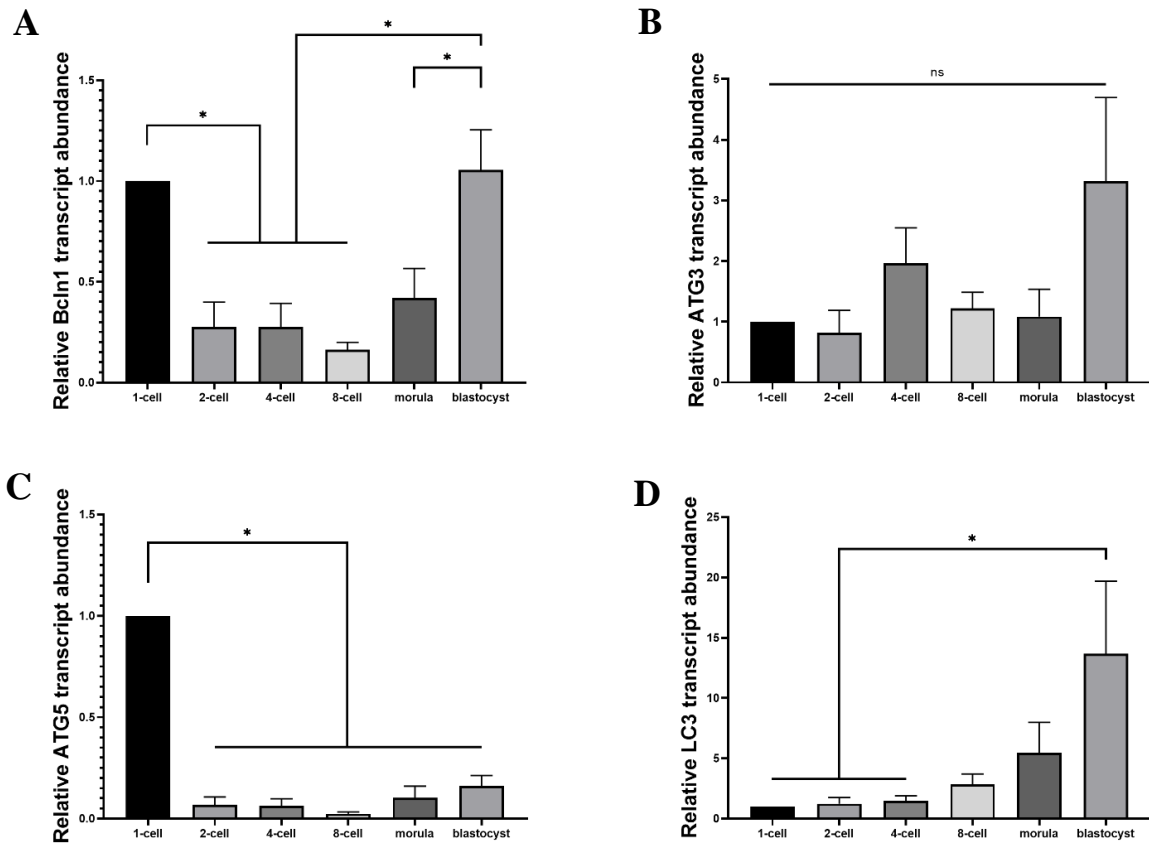 A
Relative Bcln1 transcript abundance
*
*
*
1.5
1.0
0.5
0.0
1-cell 2-cell 4-cell 8-cell morula blastocyst
B
Relative ATG3 transcript abundance
ns
5
4
3
2
1
0
1-cell 2-cell 4-cell 8-cell morula blastocyst
C
Relative ATG5 transcript abundance
*
1.5
1.0
0.5
0.0
1-cell 2-cell 4-cell 8-cell morula blastocyst
D
Relative LC3 transcript abundance
*
25
20
15
10
5
0
1-cell 2-cell 4-cell 8-cell morula blastocyst